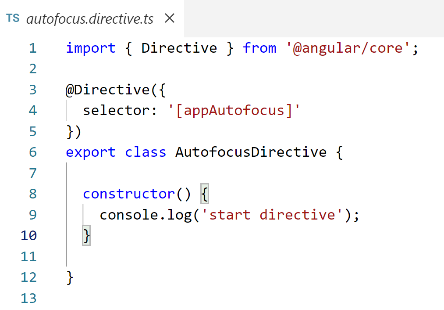 TS autofocus.directive.ts ×
1 import { Directive } from '@angular/core';
2
3 @Directive({
4   selector: '[appAutofocus]'
5 })
6 export class AutofocusDirective {
7
8   constructor() {
9     console.log('start directive');
10   }
11
12 }
13